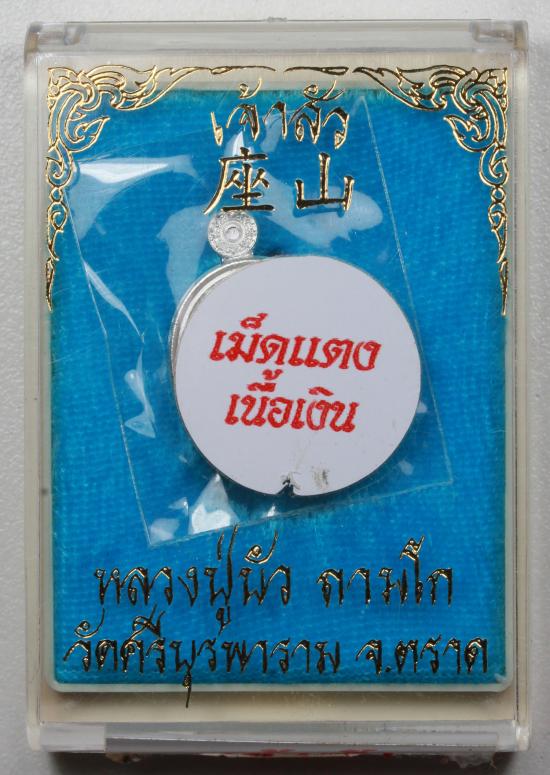 เจ้าสัว
座山
เม็ดแตง
เนื้อเงิน
หลวงปู่บัว ถามโก
วัดศรีบุรพาราม จ.ตราด